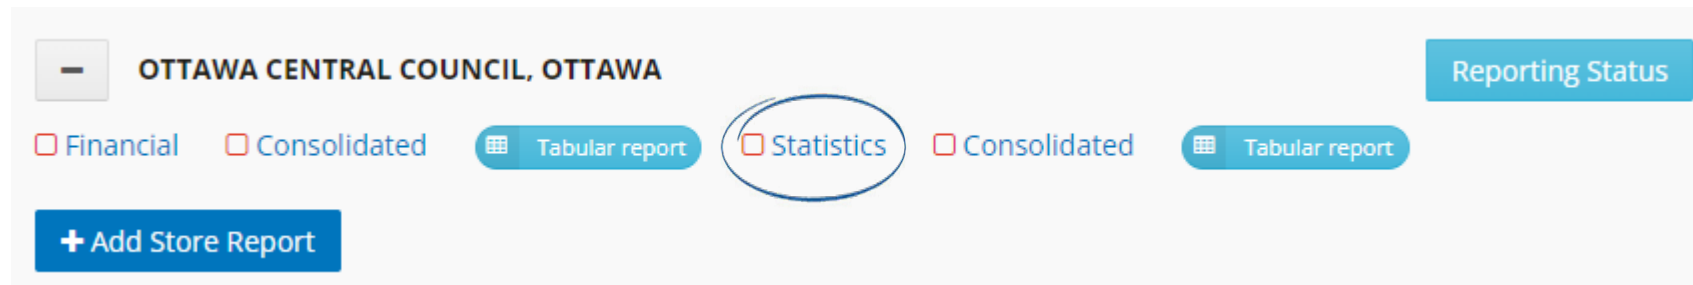 OTTAWA CENTRAL COUNCIL, OTTAWA
Reporting Status
Financial Consolidated Tabular report Statistics Consolidated Tabular report
+ Add Store Report